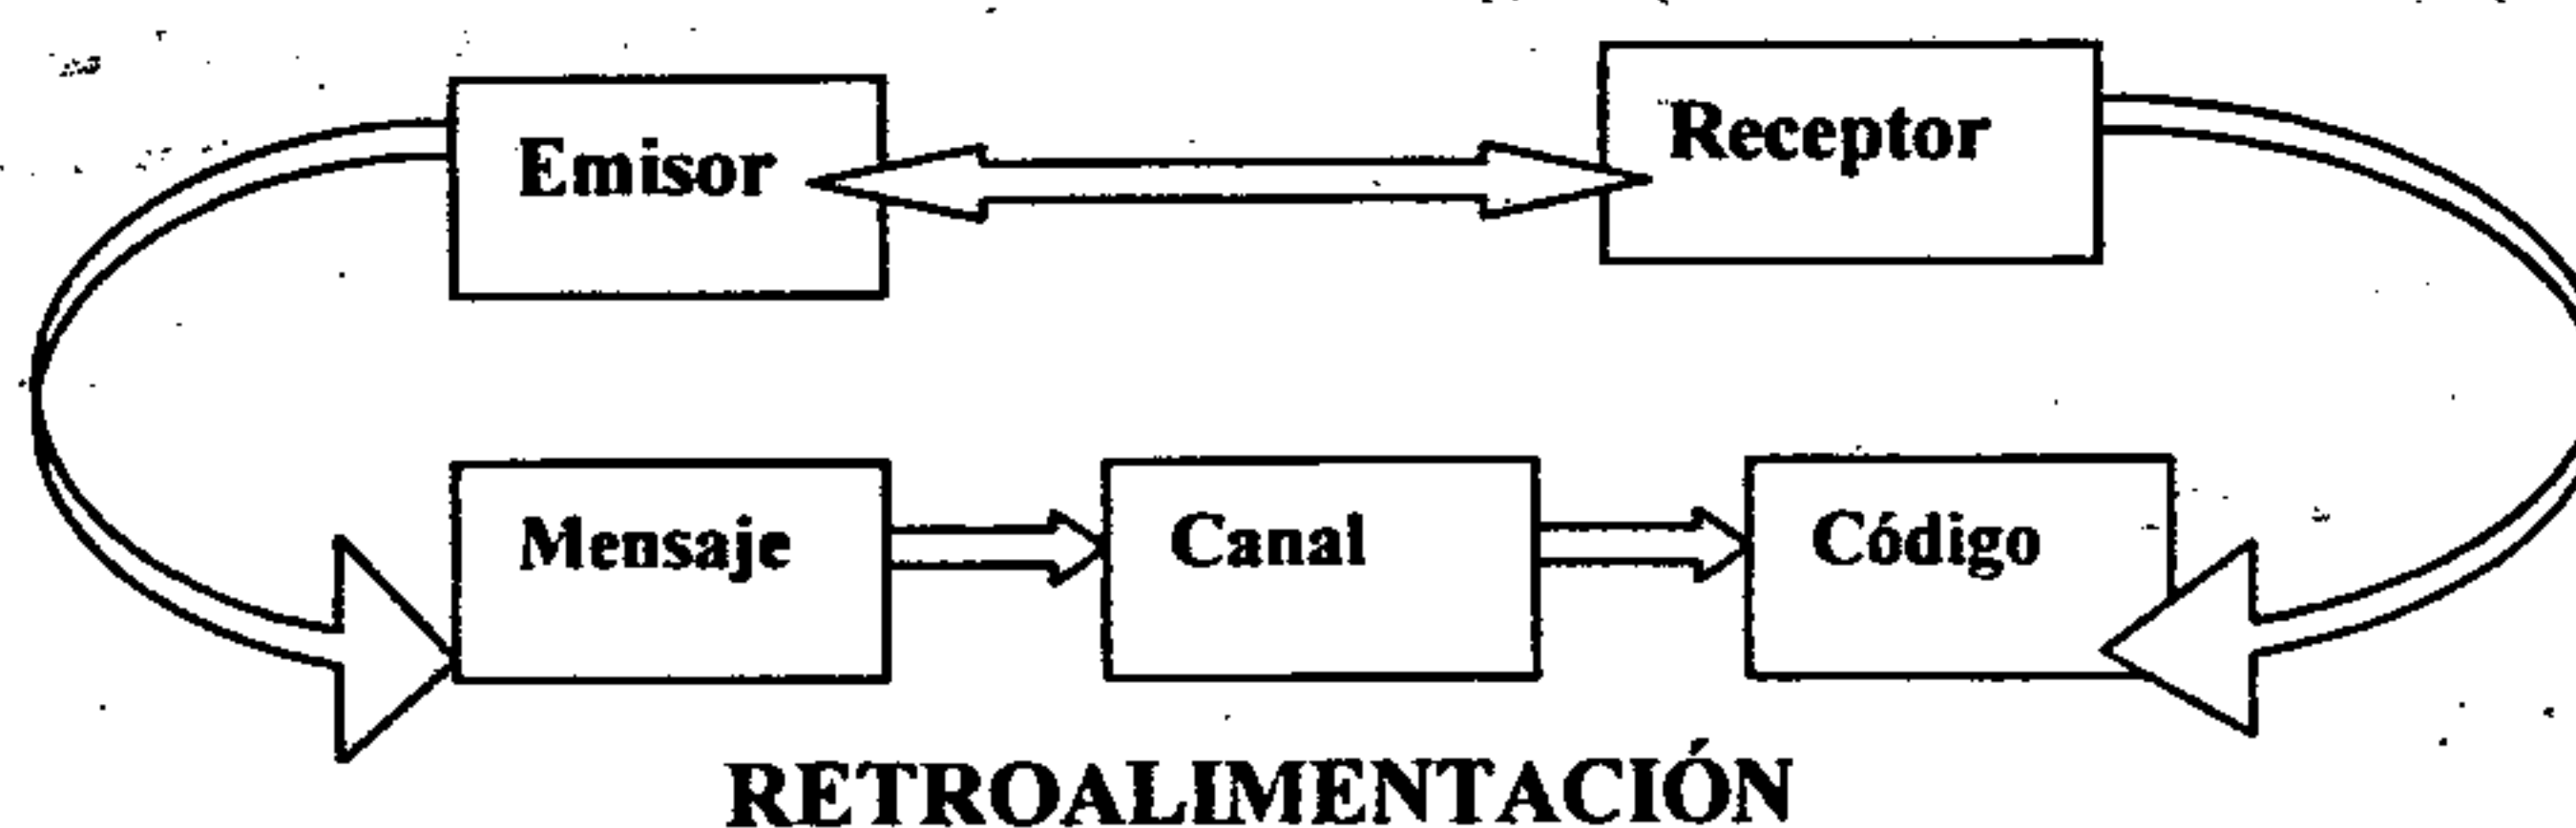 Emisor
Receptor
Mensaje
Canal
Código
RETROALIMENTACIÓN